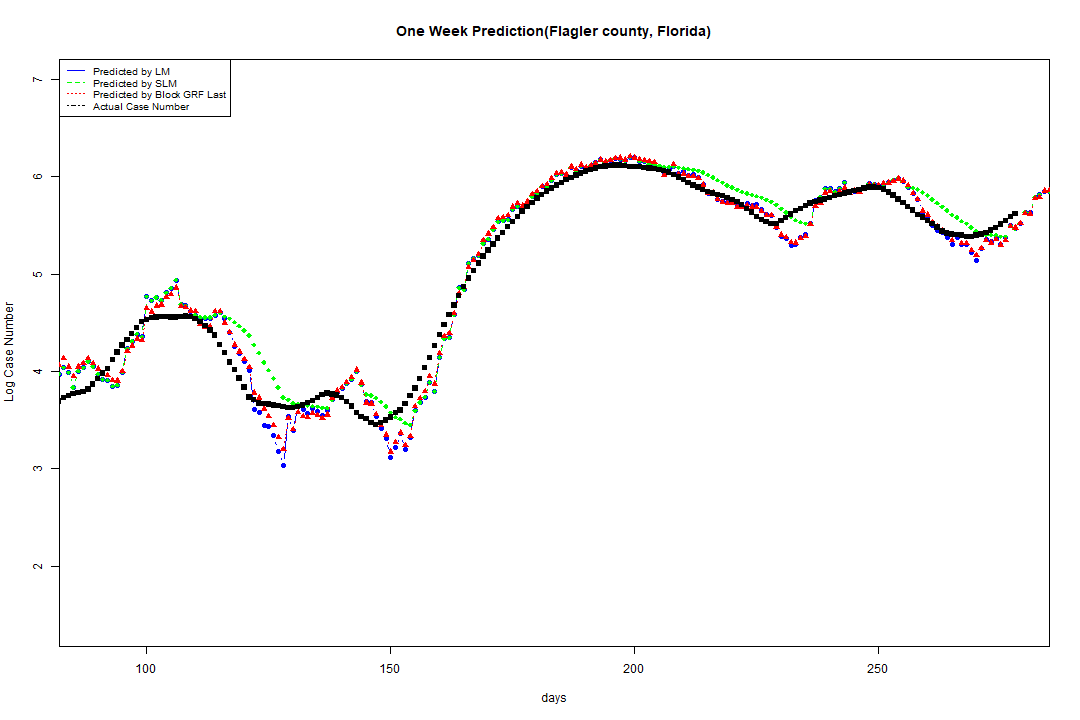 One Week Prediction(Flagler county, Florida)
Predicted by LM
Predicted by SLM
Predicted by Block GRF Last
Actual Case Number
7
6
5
4
3
2
Log Case Number
100 150 200 250
days